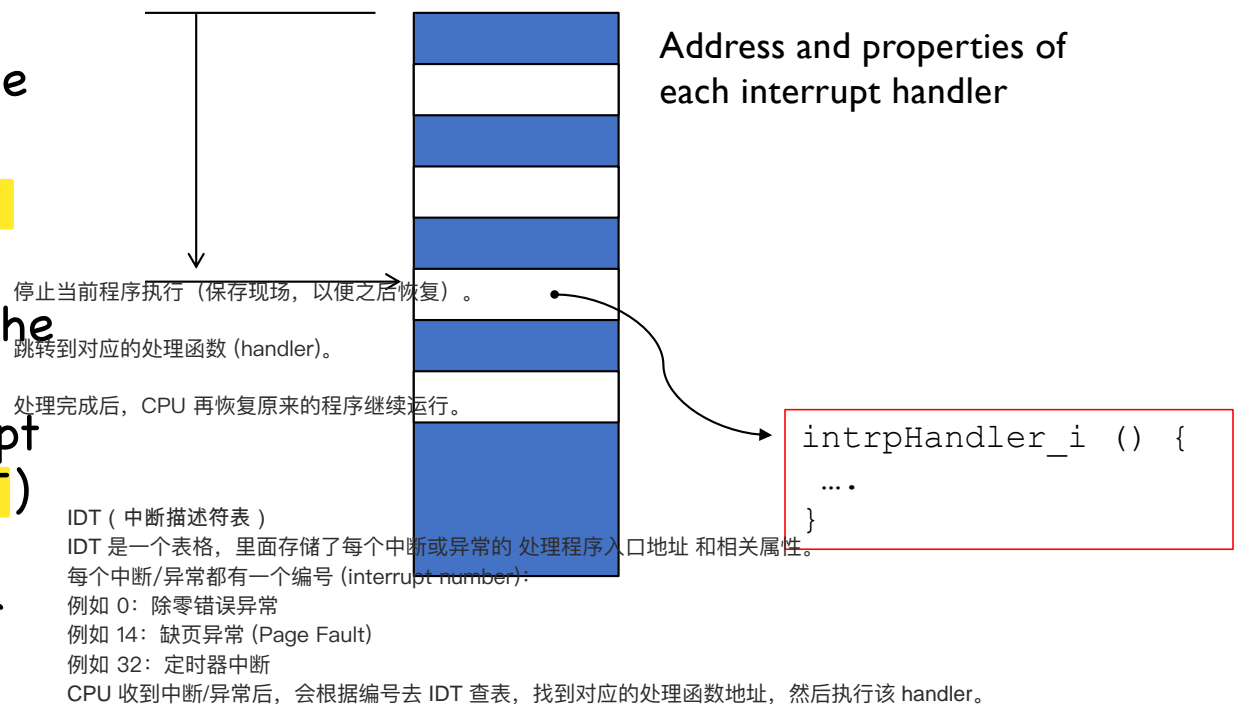 Address and properties of
each interrupt handler
e
停止当前程序执行（保存现场，以便之后恢复）。
he
跳转到对应的处理函数 (handler)。
处理完成后，CPU 再恢复原来的程序继续运行。
pt
)
intrpHandler_i () {
….
}
IDT ( 中断描述符表 )
IDT 是一个表格，里面存储了每个中断或异常的 处理程序入口地址 和相关属性。
每个中断/异常都有一个编号 (interrupt number)：
例如 0：除零错误异常
例如 14：缺页异常 (Page Fault)
例如 32：定时器中断
CPU 收到中断/异常后，会根据编号去 IDT 查表，找到对应的处理函数地址，然后执行该 handler。